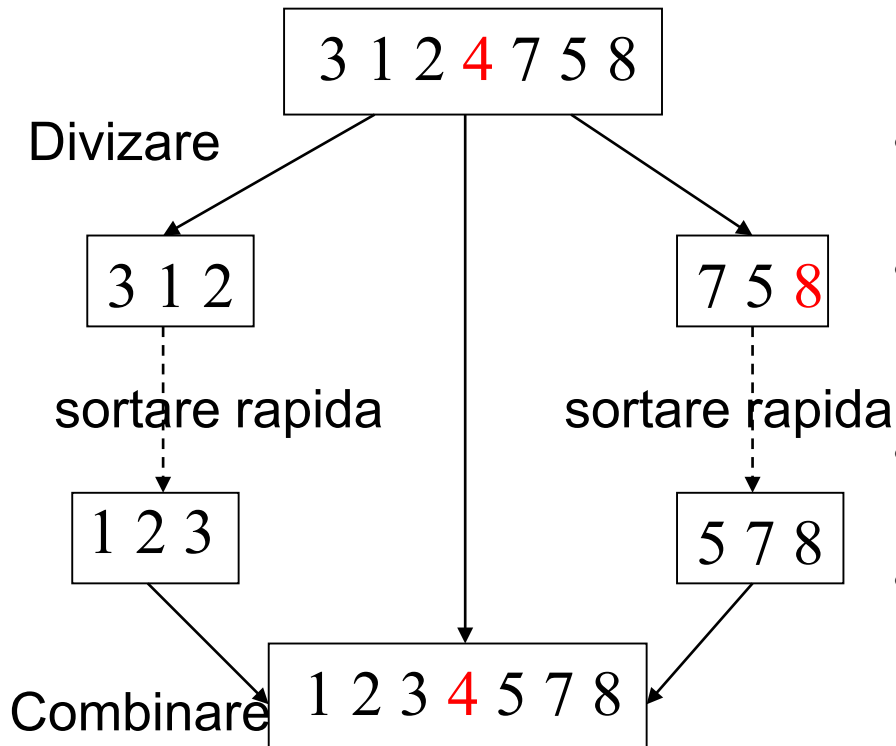 3 1 2 4 7 5 8
Divizare
3 1 2
7 5 8
sortare rapida
sortare rapida
1 2 3
5 7 8
1 2 3 4 5 7 8
Combinare